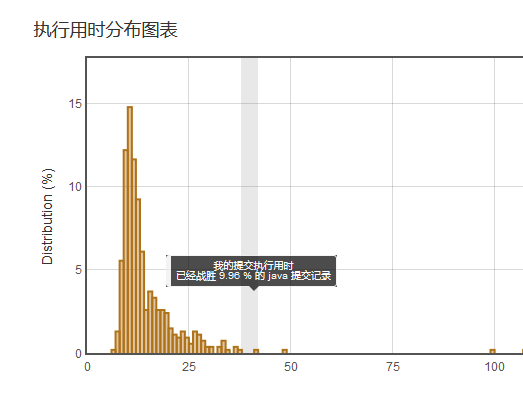 执行用时分布图表
Distribution (%)
15
10
5
0
我的提交执行用时
已经战胜 9.96 % 的 java 提交记录
0 25 50 75 100